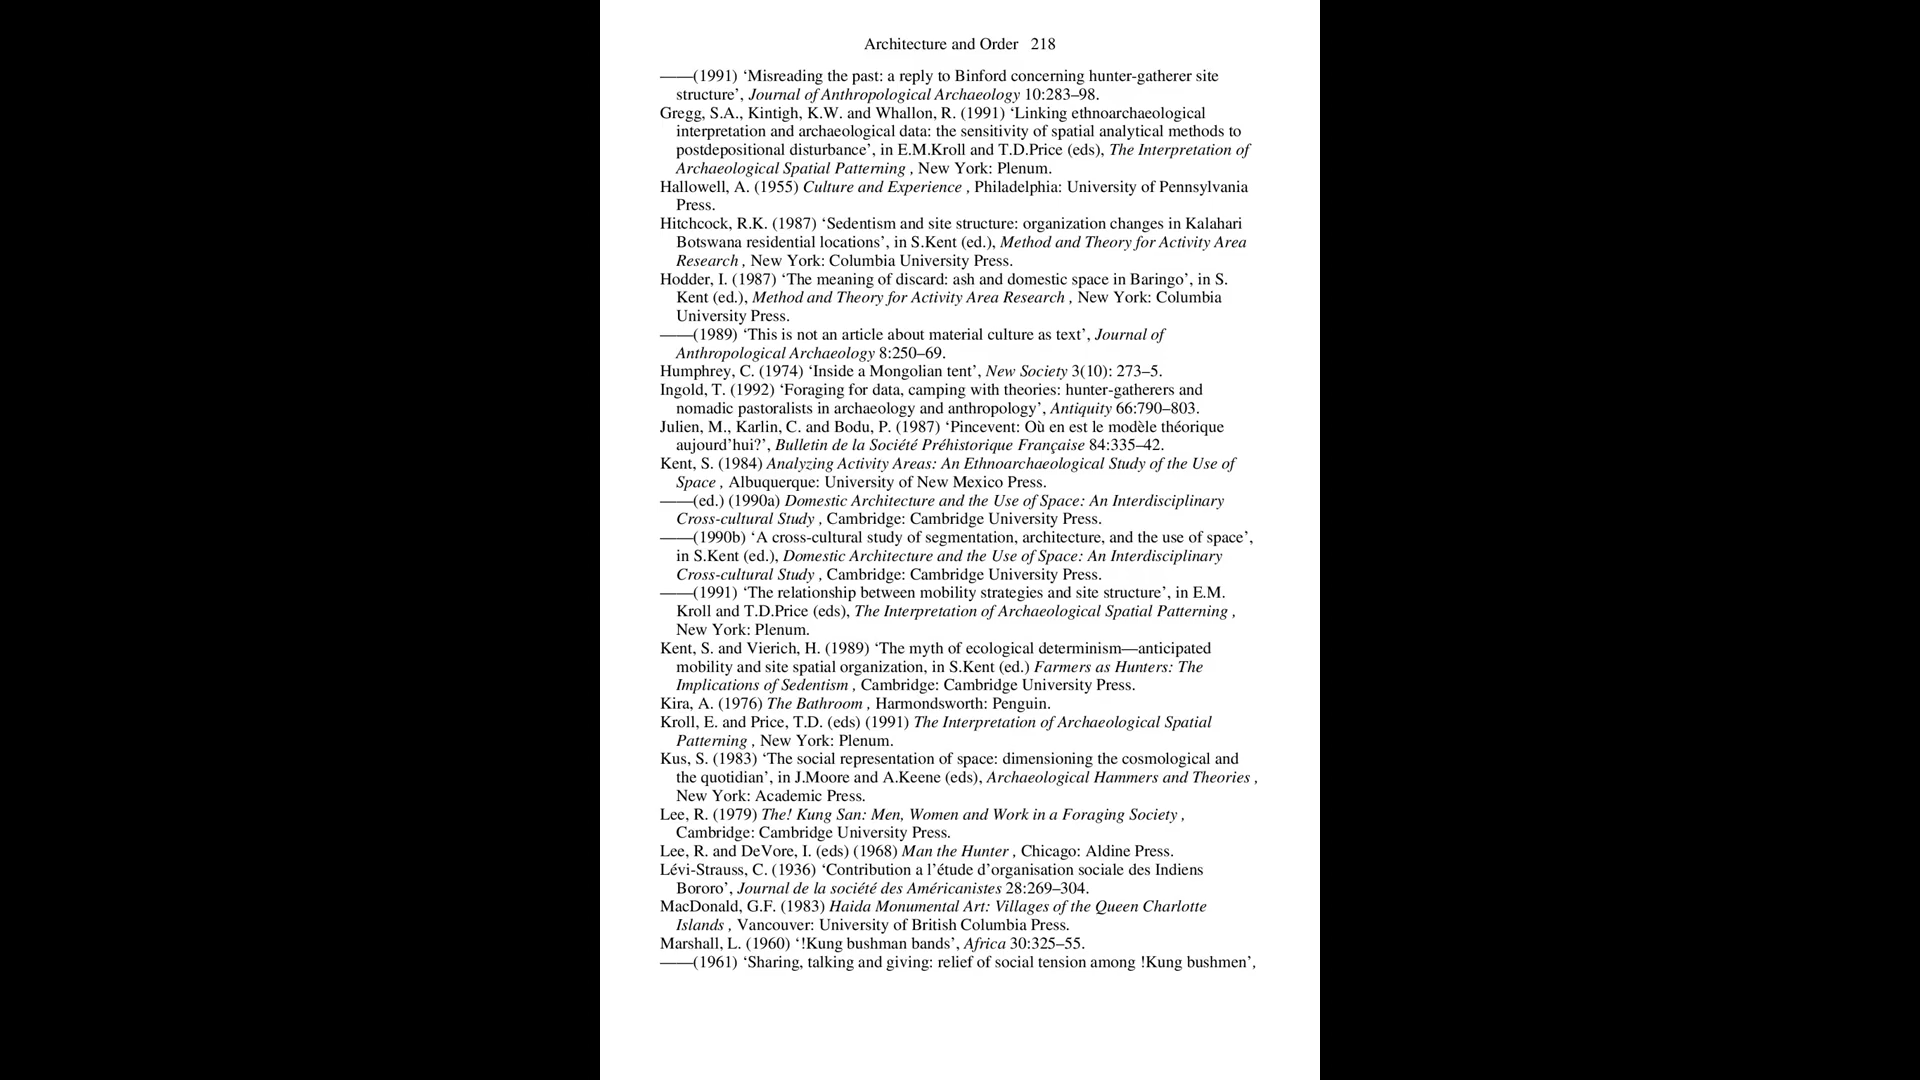 Architecture and Order 218
——(1991) ‘Misreading the past: a reply to Binford concerning hunter-gatherer site
structure’, Journal of Anthropological Archaeology 10:283–98.
Gregg, S.A., Kintigh, K.W. and Whallon, R. (1991) ‘Linking ethnoarchaeological
interpretation and archaeological data: the sensitivity of spatial analytical methods to
postdepositional disturbance’, in E.M.Kroll and T.D.Price (eds), The Interpretation of
Archaeological Spatial Patterning , New York: Plenum.
Hallowell, A. (1955) Culture and Experience , Philadelphia: University of Pennsylvania
Press.
Hitchcock, R.K. (1987) ‘Sedentism and site structure: organization changes in Kalahari
Botswana residential locations’, in S.Kent (ed.), Method and Theory for Activity Area
Research , New York: Columbia University Press.
Hodder, I. (1987) ‘The meaning of discard: ash and domestic space in Baringo’, in S.
Kent (ed.), Method and Theory for Activity Area Research , New York: Columbia
University Press.
——(1989) ‘This is not an article about material culture as text’, Journal of
Anthropological Archaeology 8:250–69.
Humphrey, C. (1974) ‘Inside a Mongolian tent’, New Society 3(10): 273–5.
Ingold, T. (1992) ‘Foraging for data, camping with theories: hunter-gatherers and
nomadic pastoralists in archaeology and anthropology’, Antiquity 66:790–803.
Julien, M., Karlin, C. and Bodu, P. (1987) ‘Pincevent: Où en est le modèle théorique
aujourd’hui?’, Bulletin de la Société Préhistorique Française 84:335–42.
Kent, S. (1984) Analyzing Activity Areas: An Ethnoarchaeological Study of the Use of
Space , Albuquerque: University of New Mexico Press.
——(ed.) (1990a) Domestic Architecture and the Use of Space: An Interdisciplinary
Cross-cultural Study , Cambridge: Cambridge University Press.
——(1990b) ‘A cross-cultural study of segmentation, architecture, and the use of space’,
in S.Kent (ed.), Domestic Architecture and the Use of Space: An Interdisciplinary
Cross-cultural Study , Cambridge: Cambridge University Press.
——(1991) ‘The relationship between mobility strategies and site structure’, in E.M.
Kroll and T.D.Price (eds), The Interpretation of Archaeological Spatial Patterning ,
New York: Plenum.
Kent, S. and Vierich, H. (1989) ‘The myth of ecological determinism—anticipated
mobility and site spatial organization, in S.Kent (ed.) Farmers as Hunters: The
Implications of Sedentism , Cambridge: Cambridge University Press.
Kira, A. (1976) The Bathroom , Harmondsworth: Penguin.
Kroll, E. and Price, T.D. (eds) (1991) The Interpretation of Archaeological Spatial
Patterning , New York: Plenum.
Kus, S. (1983) ‘The social representation of space: dimensioning the cosmological and
the quotidian’, in J.Moore and A.Keene (eds), Archaeological Hammers and Theories ,
New York: Academic Press.
Lee, R. (1979) The! Kung San: Men, Women and Work in a Foraging Society ,
Cambridge: Cambridge University Press.
Lee, R. and DeVore, I. (eds) (1968) Man the Hunter , Chicago: Aldine Press.
Lévi-Strauss, C. (1936) ‘Contribution a l’étude d’organisation sociale des Indiens
Bororo’, Journal de la société des Américanistes 28:269–304.
MacDonald, G.F. (1983) Haida Monumental Art: Villages of the Queen Charlotte
Islands , Vancouver: University of British Columbia Press.
Marshall, L. (1960) ‘!Kung bushman bands’, Africa 30:325–55.
——(1961) ‘Sharing, talking and giving: relief of social tension among !Kung bushmen’,